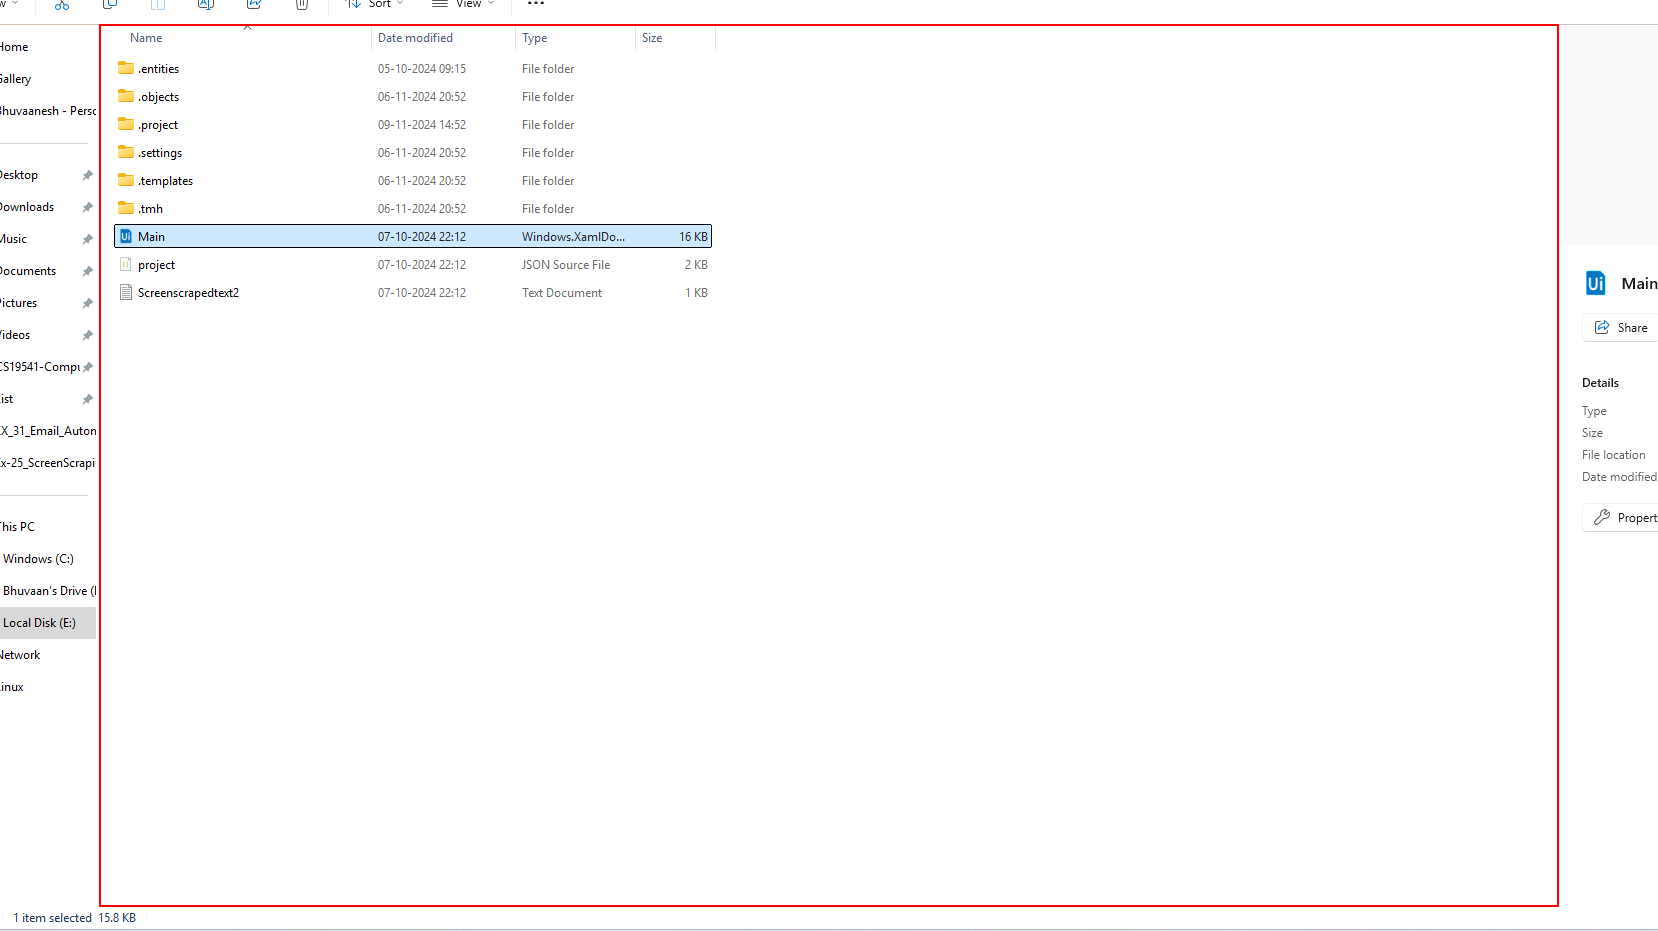 Sort View
Home
Gallery
Bhuvaanesh - Perso
Desktop
Downloads
Music
Documents
Pictures
Videos
CS19541-Compu
List
EX_31_Email_Autom
Ex-25_ScreenScrapi
This PC
Windows (C:)
Bhuvaan's Drive (
Local Disk (E:)
Network
Linux
Name Date modified Type Size
.entities 05-10-2024 09:15 File folder
.objects 06-11-2024 20:52 File folder
.project 09-11-2024 14:52 File folder
.settings 06-11-2024 20:52 File folder
.templates 06-11-2024 20:52 File folder
.tmh 06-11-2024 20:52 File folder
Ui Main 07-10-2024 22:12 Windows.XamlDo... 16 KB
project 07-10-2024 22:12 JSON Source File 2 KB
Screenscrapedtext2 07-10-2024 22:12 Text Document 1 KB
Ui Main
Share
Details
Type
Size
File location
Date modified
Propert
1 item selected 15.8 KB